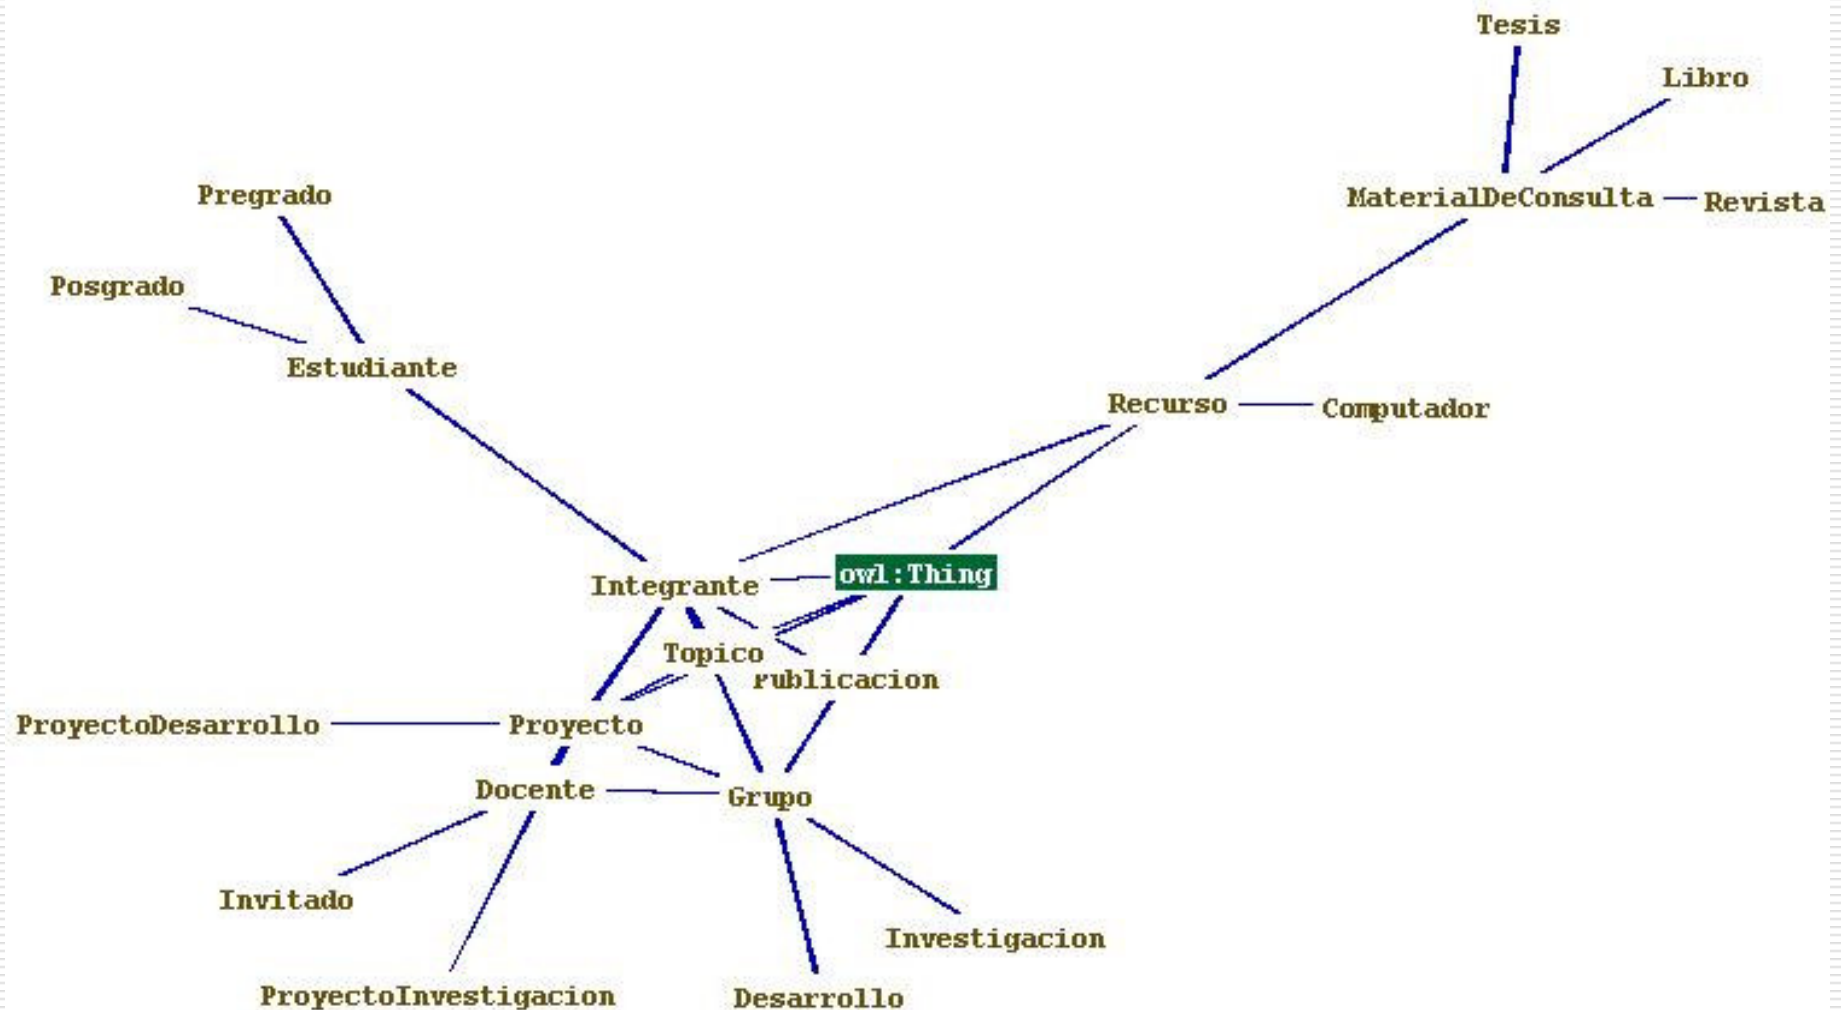 Tesis
Libro
Pregrado
MaterialDeConsulta
Revista
Posgrado
Estudiante
Recurso
Computador
owl:Thing
Integrante
Topico
Publicacion
ProyectoDesarrollo
Proyecto
Docente
Grupo
Invitado
Investigacion
ProyectoInvestigacion
Desarrollo